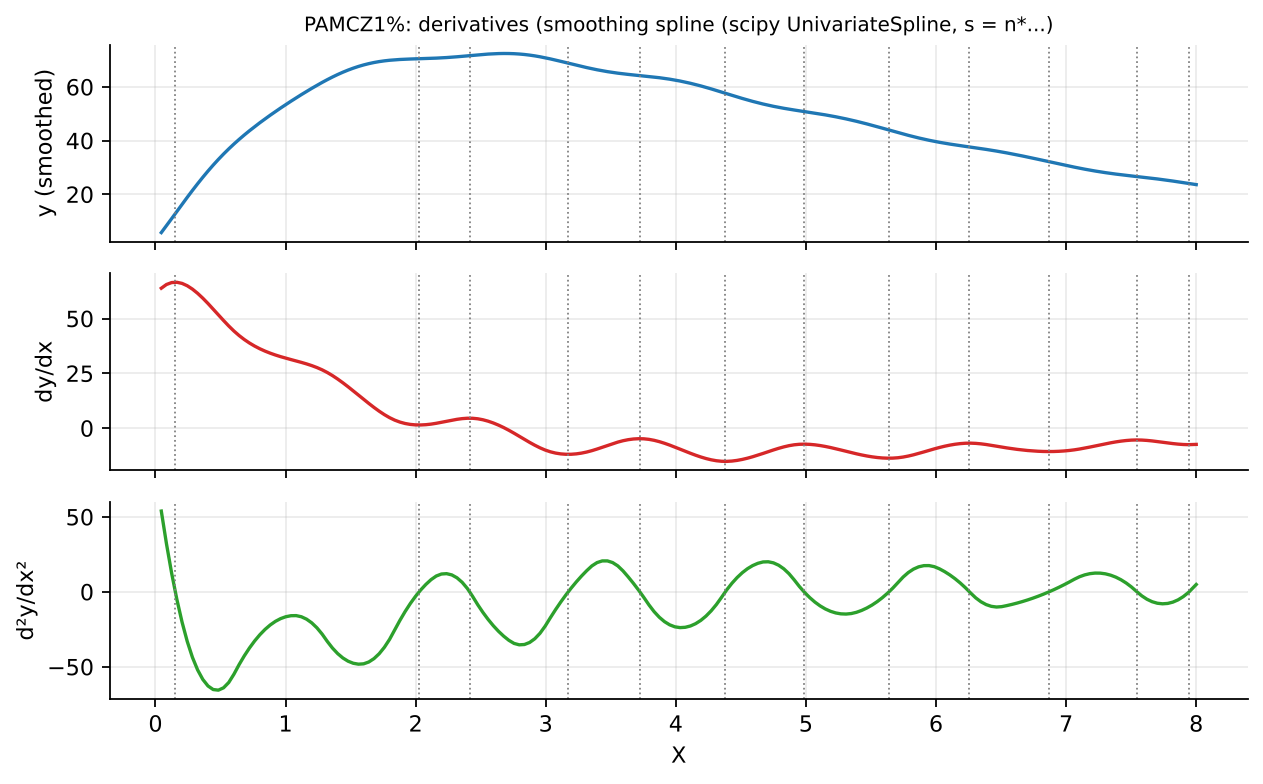 PAMCZ1%: derivatives (smoothing spline (scipy UnivariateSpline, s = n*...)
y (smoothed)
60
40
20
dy/dx
50
25
0
d²y/dx²
50
0
−50
0 1 2 3 4 5 6 7 8
X